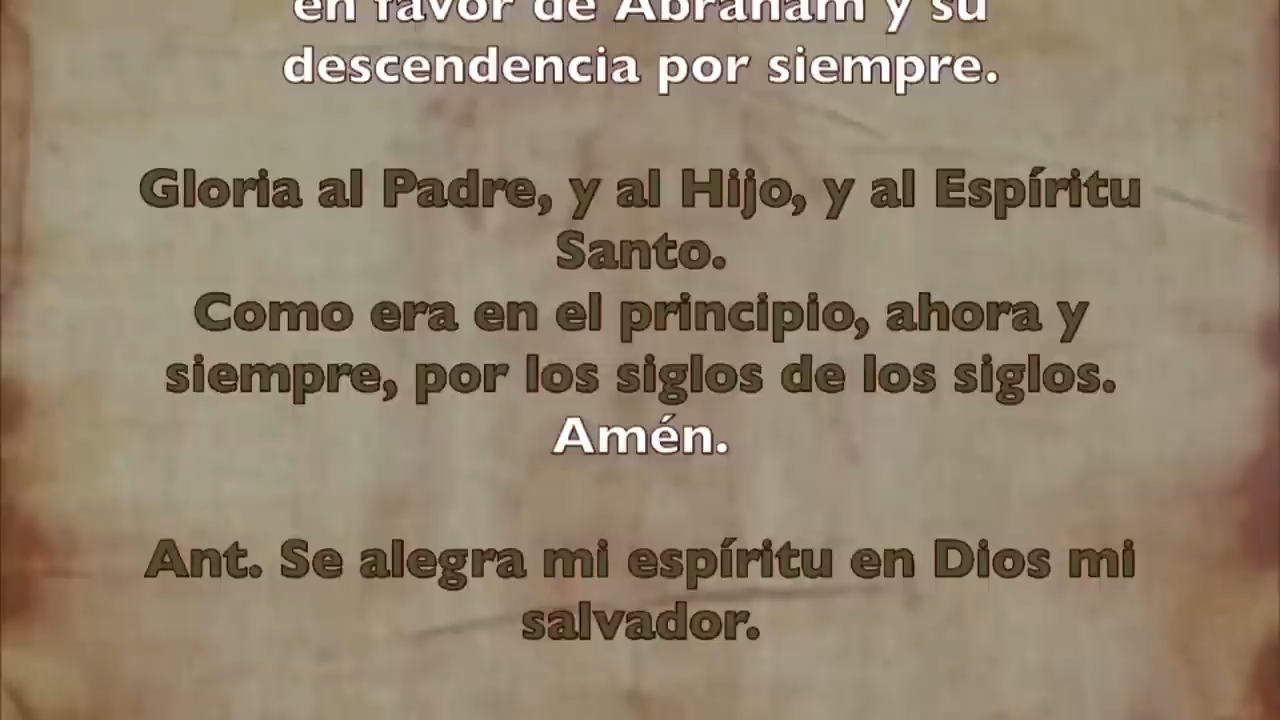 en favor de Abraham y su
descendencia por siempre.
Gloria al Padre, y al Hijo, y al Espíritu
Santo.
Como era en el principio, ahora y
siempre, por los siglos de los siglos.
Amén.
Ant. Se alegra mi espíritu en Dios mi
salvador.